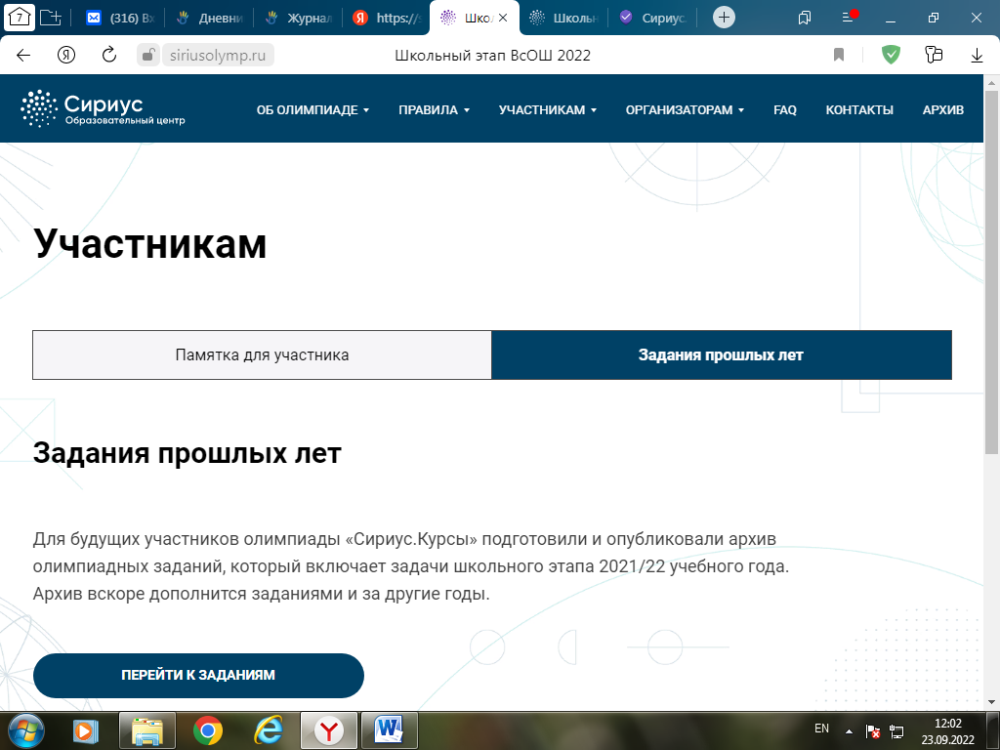 7
(316) Вх
Дневни
Журнал
https://
Шко
Школьн
Сириус.
siriusolymp.ru
Школьный этап ВсОШ 2022
Сириус
Образовательный центр
ОБ ОЛИМПИАДЕ
ПРАВИЛА
УЧАСТНИКАМ
ОРГАНИЗАТОРАМ
FAQ
КОНТАКТЫ
АРХИВ
Участникам
Памятка для участника
Задания прошлых лет
Задания прошлых лет
Для будущих участников олимпиады «Сириус.Курсы» подготовили и опубликовали архив
олимпиадных заданий, который включает задачи школьного этапа 2021/22 учебного года.
Архив вскоре дополнится заданиями и за другие годы.
ПЕРЕЙТИ К ЗАДАНИЯМ
EN
12:02
23.09.2022